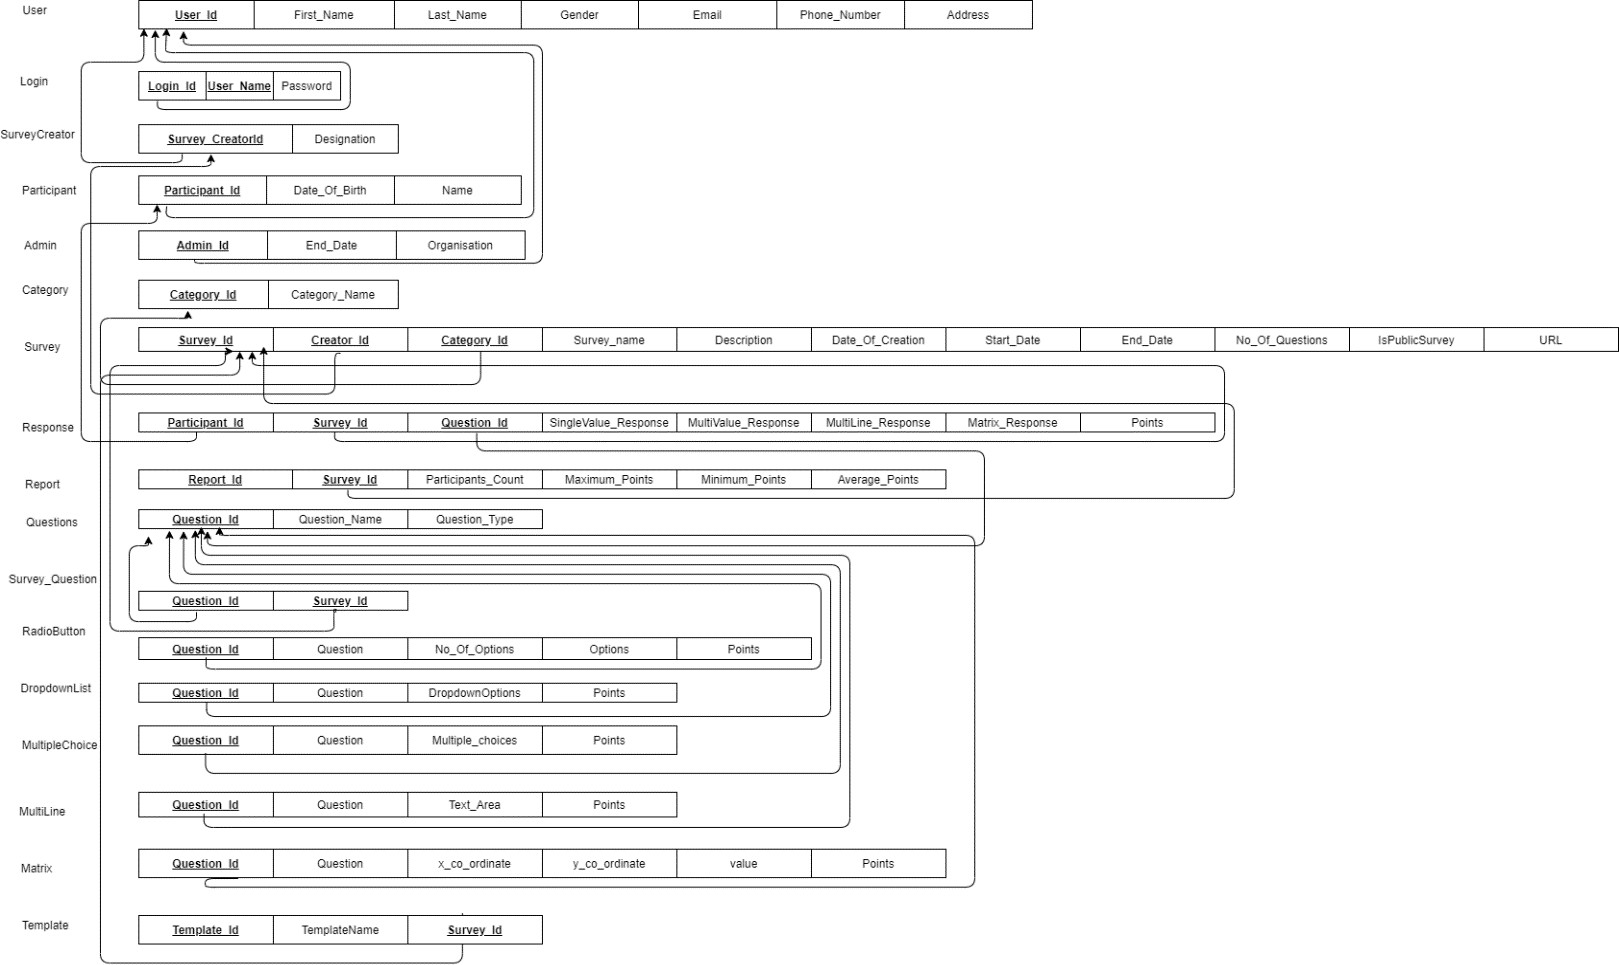 User
User_Id First_Name Last_Name Gender Email Phone_Number Address
Login
Login_Id User_Name Password
SurveyCreator
Survey_CreatorId Designation
Participant
Participant_Id Date_Of_Birth Name
Admin
Admin_Id End_Date Organisation
Category
Category_Id Category_Name
Survey
Survey_Id Creator_Id Category_Id Survey_name Description Date_Of_Creation Start_Date End_Date No_Of_Questions IsPublicSurvey URL
Response
Participant_Id Survey_Id Question_Id SingleValue_Response MultiValue_Response MultiLine_Response Matrix_Response Points
Report
Report_Id Survey_Id Participants_Count Maximum_Points Minimum_Points Average_Points
Questions
Question_Id Question_Name Question_Type
Survey_Question
Question_Id Survey_Id
RadioButton
Question_Id Question No_Of_Options Options Points
DropdownList
Question_Id Question DropdownOptions Points
MultipleChoice
Question_Id Question Multiple_choices Points
MultiLine
Question_Id Question Text_Area Points
Matrix
Question_Id Question x_co_ordinate y_co_ordinate value Points
Template
Template_Id TemplateName Survey_Id